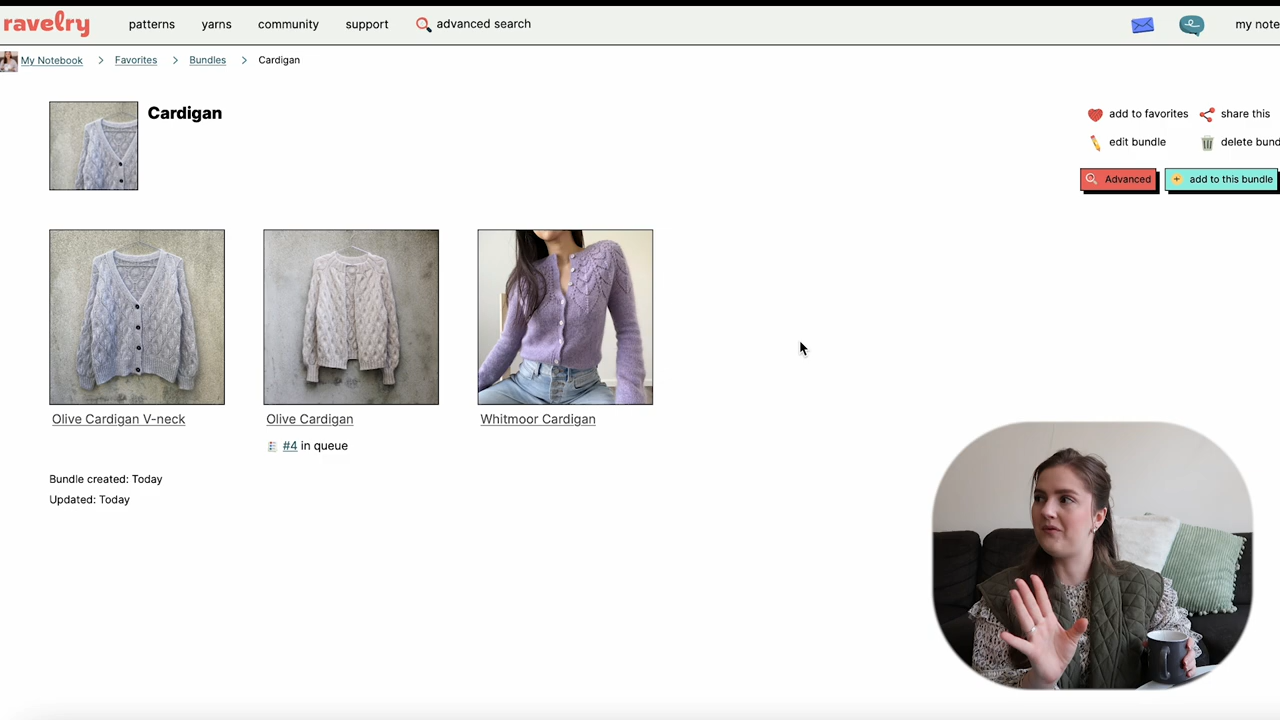 ravelry
patterns
yarns
community
support
advanced search
my note
My Notebook > Favorites > Bundles > Cardigan
Cardigan
add to favorites
share this
edit bundle
delete bund
Advanced
add to this bundle
Olive Cardigan V-neck
Olive Cardigan
Whitmoor Cardigan
#4 in queue
Bundle created: Today
Updated: Today